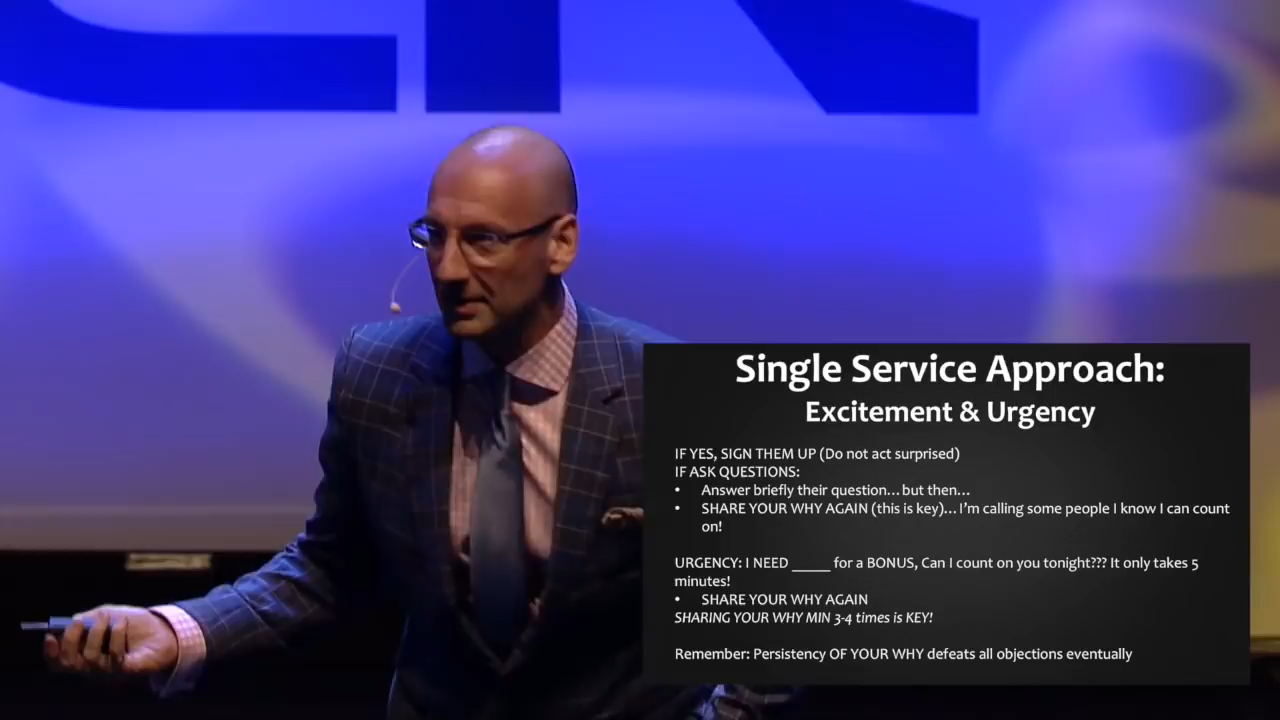 Single Service Approach:
Excitement & Urgency
IF YES, SIGN THEM UP (Do not act surprised)
IF ASK QUESTIONS:
• Answer briefly their question…but then…
• SHARE YOUR WHY AGAIN (this is key)… I'm calling some people I know I can count
on!
URGENCY: I NEED _____ for a BONUS, Can I count on you tonight??? It only takes 5
minutes!
• SHARE YOUR WHY AGAIN
SHARING YOUR WHY MIN 3-4 times is KEY!
Remember: Persistency OF YOUR WHY defeats all objections eventually